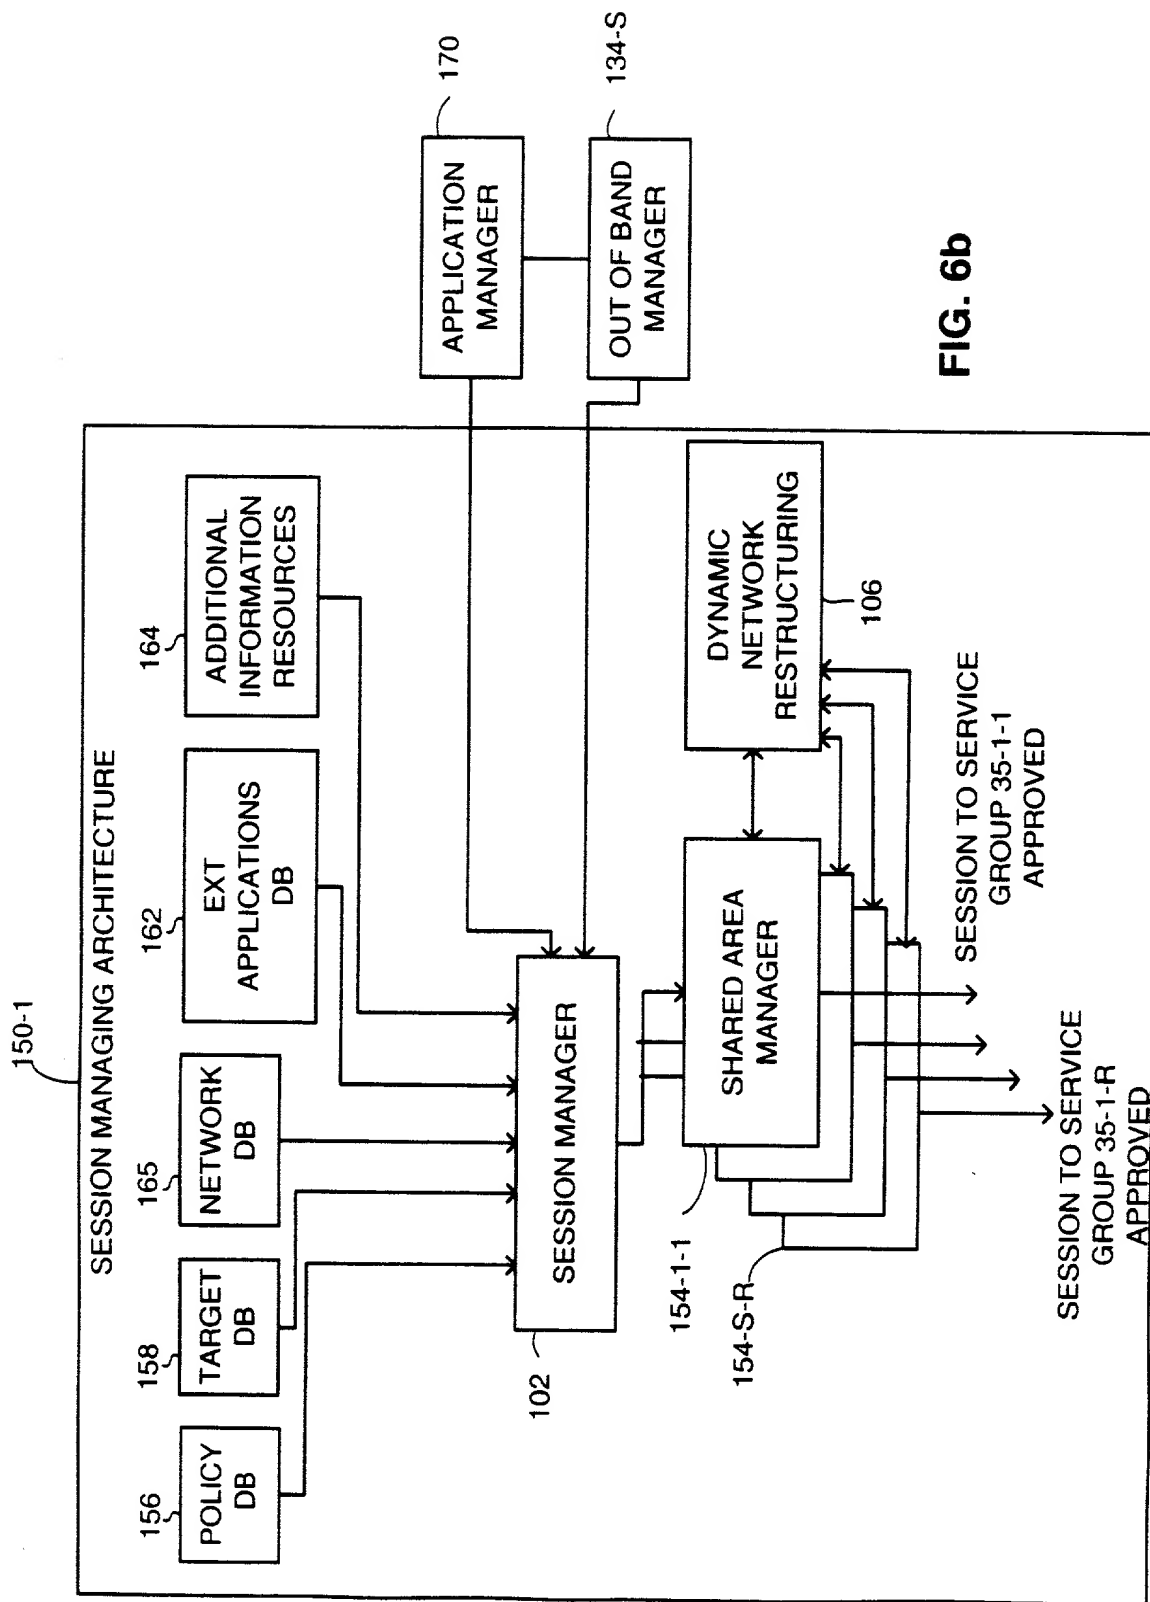 150-1
SESSION MANAGING ARCHITECTURE
156
POLICY
DB
158
TARGET
DB
165
NETWORK
DB
162
EXT
APPLICATIONS
DB
164
ADDITIONAL
INFORMATION
RESOURCES
170
APPLICATION
MANAGER
134-S
OUT OF BAND
MANAGER
102
SESSION MANAGER
154-1-1
SHARED AREA
MANAGER
154-S-R
DYNAMIC
NETWORK
RESTRUCTURING
106
SESSION TO SERVICE
GROUP 35-1-1
APPROVED
SESSION TO SERVICE
GROUP 35-1-R
APPROVED
FIG. 6b